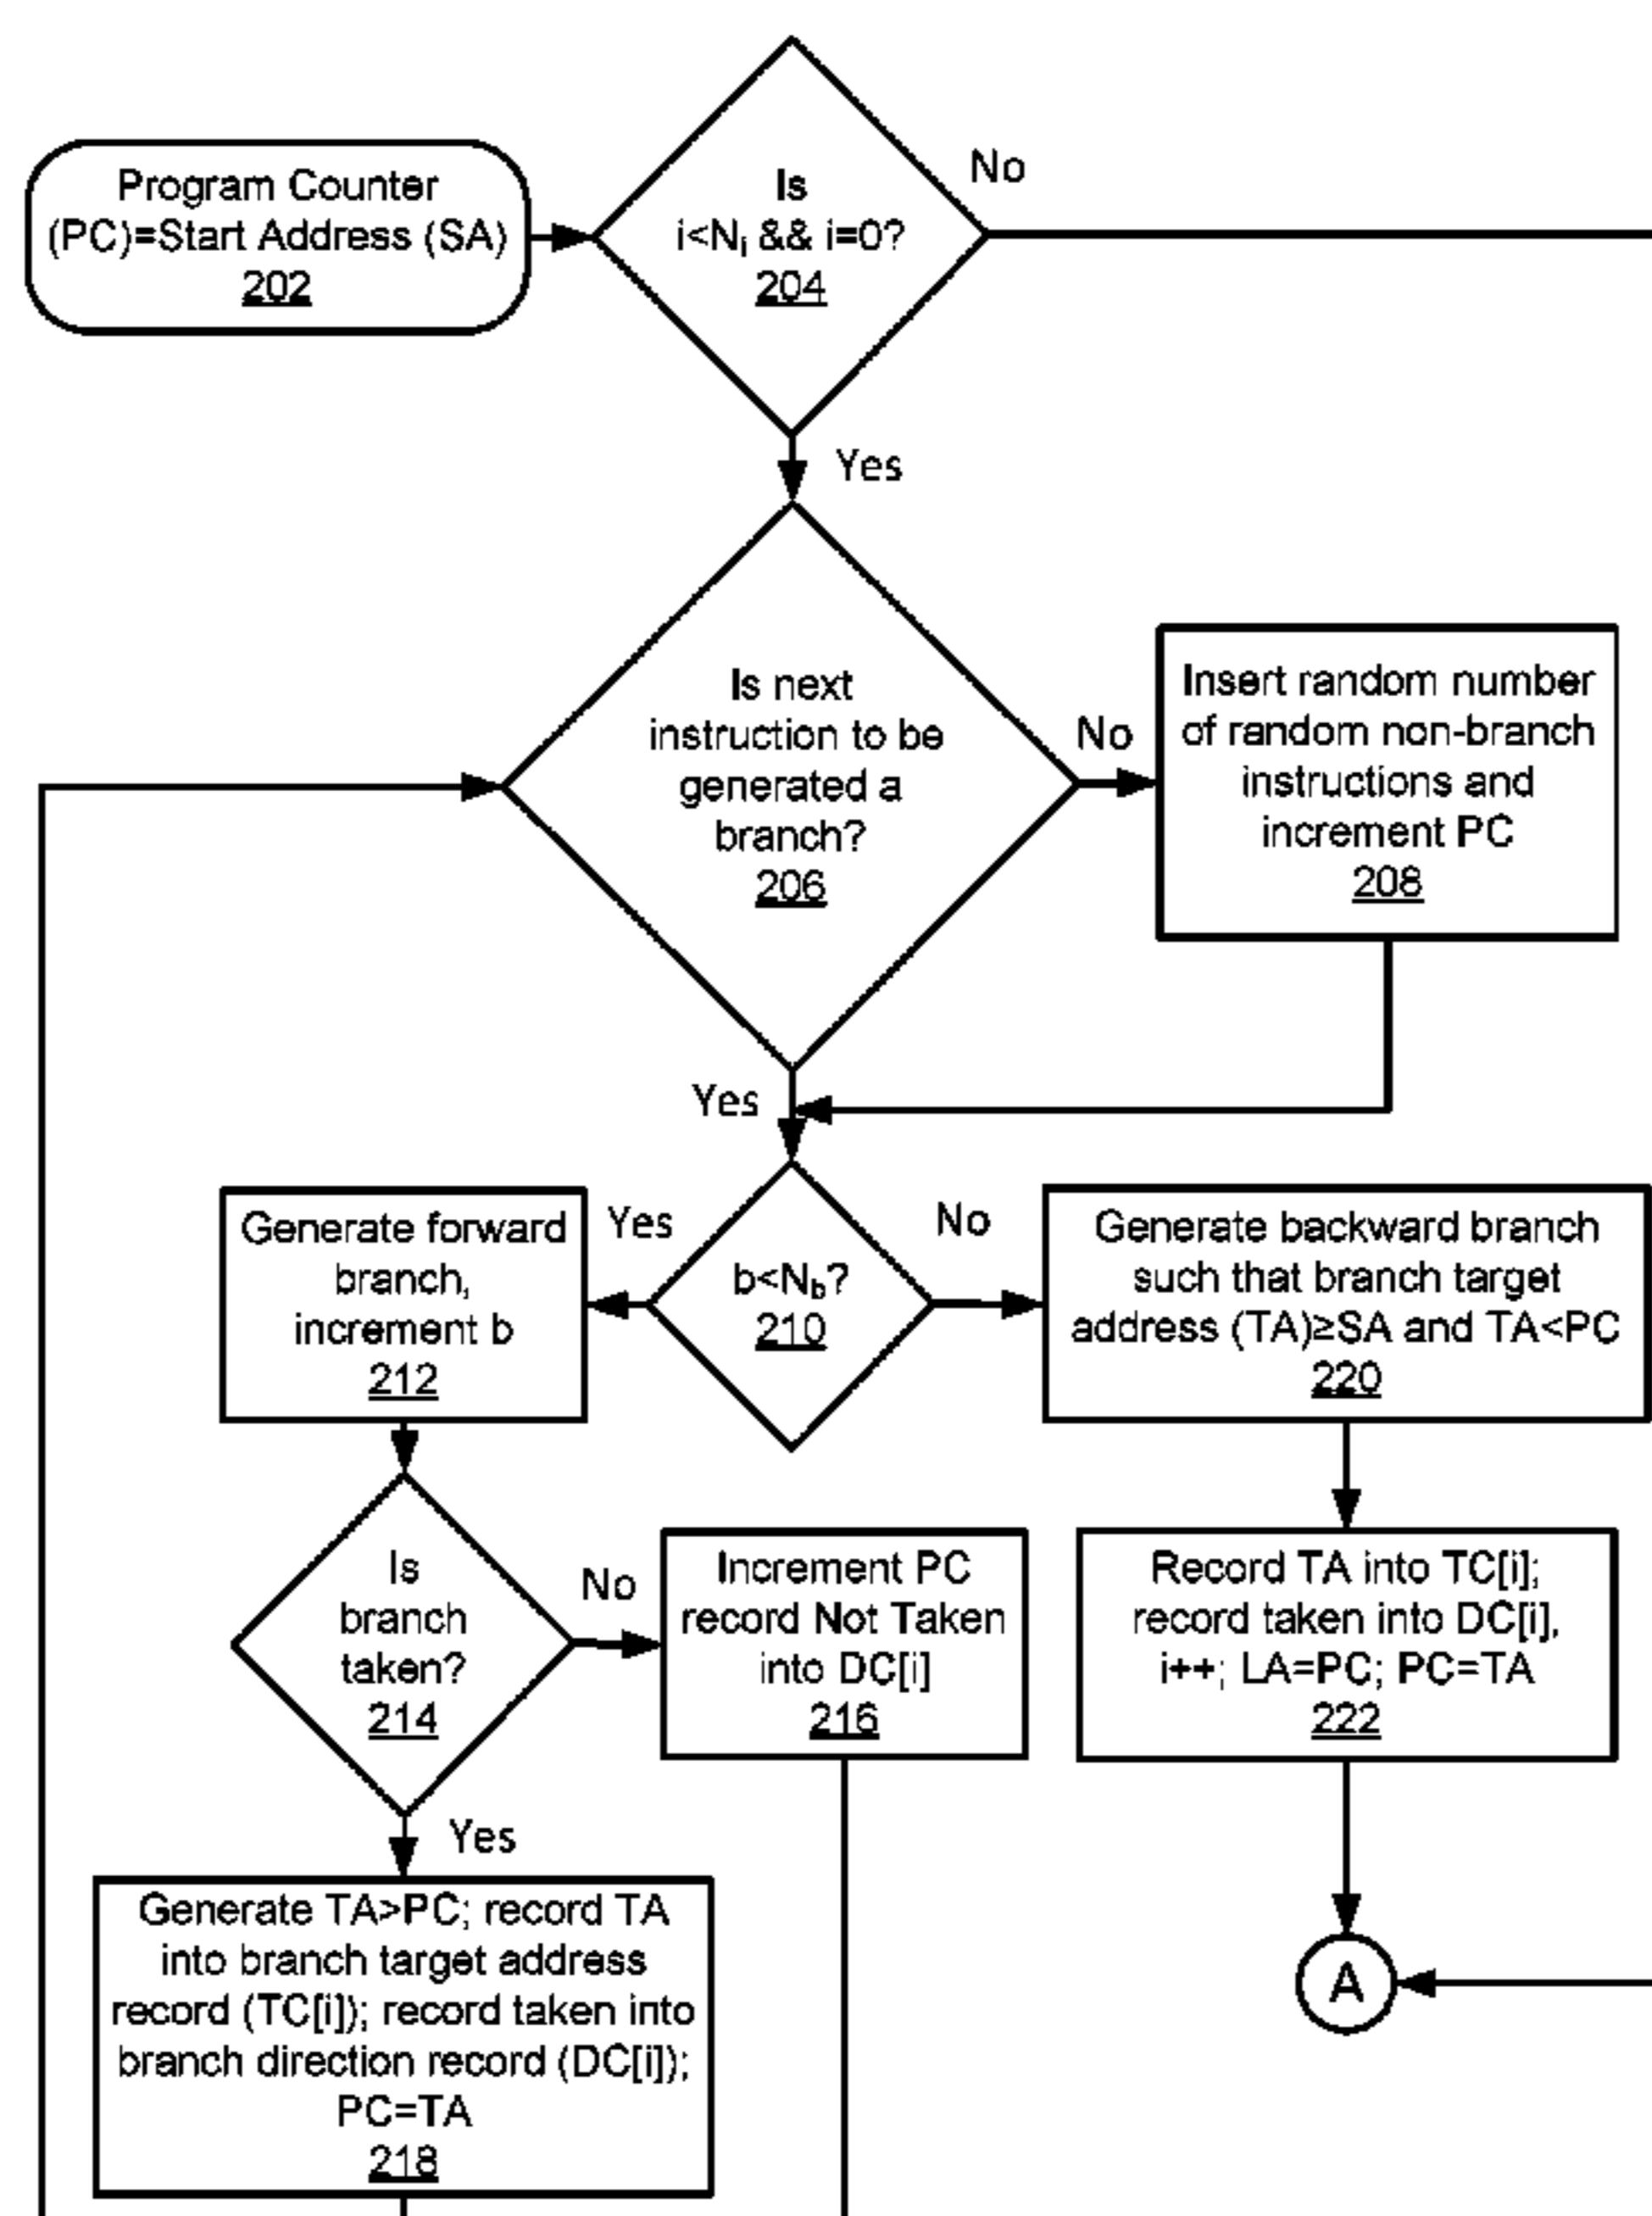 Program Counter
(PC)=Start Address (SA)
202
Is
i<Nᵢ && i=0?
204
No
Yes
Is next
instruction to be
generated a
branch?
206
No
Insert random number
of random non-branch
instructions and
increment PC
208
Yes
b<N_b?
210
Yes
No
Generate forward
branch,
increment b
212
Generate backward branch
such that branch target
address (TA)≥SA and TA<PC
220
Is
branch
taken?
214
No
Increment PC
record Not Taken
into DC[i]
216
Record TA into TC[i];
record taken into DC[i],
i++; LA=PC; PC=TA
222
Yes
Generate TA>PC; record TA
into branch target address
record (TC[i]); record taken into
branch direction record (DC[i]);
PC=TA
218
A